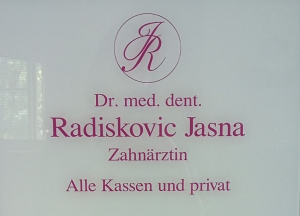 JR
Dr. med. dent.
Radiskovic Jasna
Zahnärztin
Alle Kassen und privat